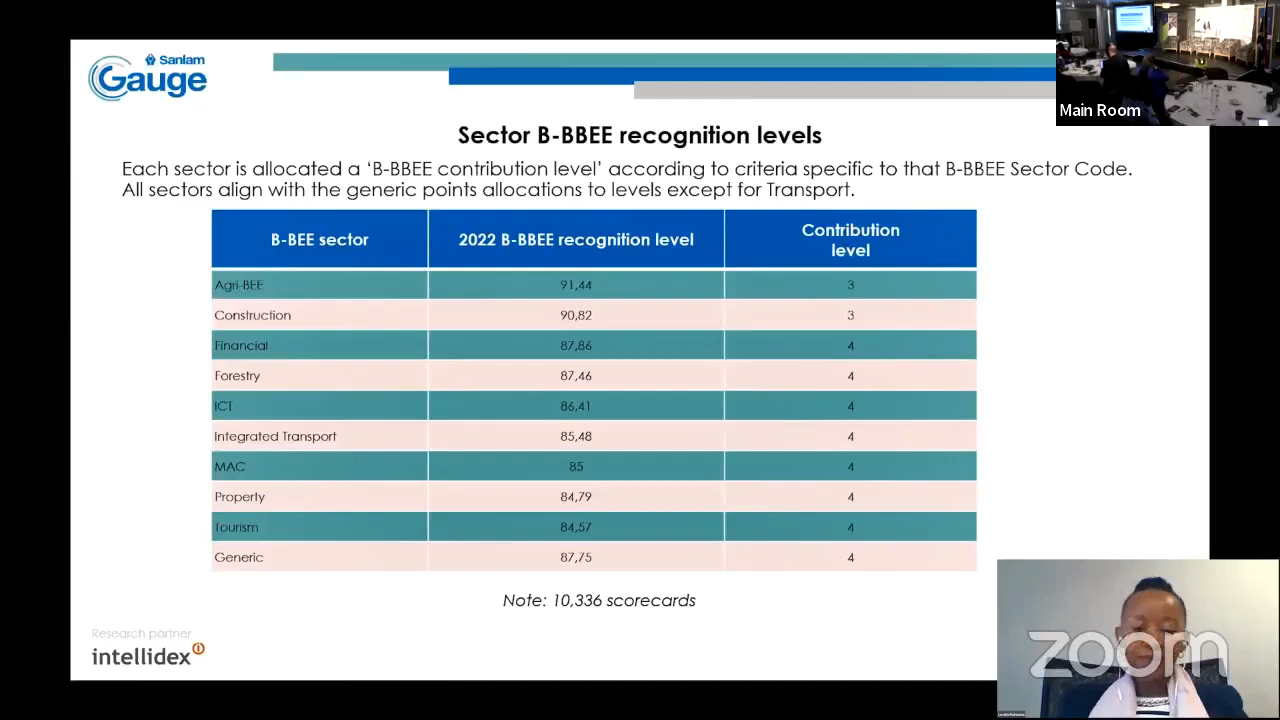 Sanlam
Gauge
Main Room
Sector B-BBEE recognition levels
Each sector is allocated a ‘B-BBEE contribution level’ according to criteria specific to that B-BBEE Sector Code.
All sectors align with the generic points allocations to levels except for Transport.
B-BEE sector 2022 B-BBEE recognition level Contribution level
Agri-BEE 91,44 3
Construction 90,82 3
Financial 87,86 4
Forestry 87,46 4
ICT 86,41 4
Integrated Transport 85,48 4
MAC 85 4
Property 84,79 4
Tourism 84,57 4
Generic 87,75 4
Note: 10,336 scorecards
Research partner
intellidex
zoom